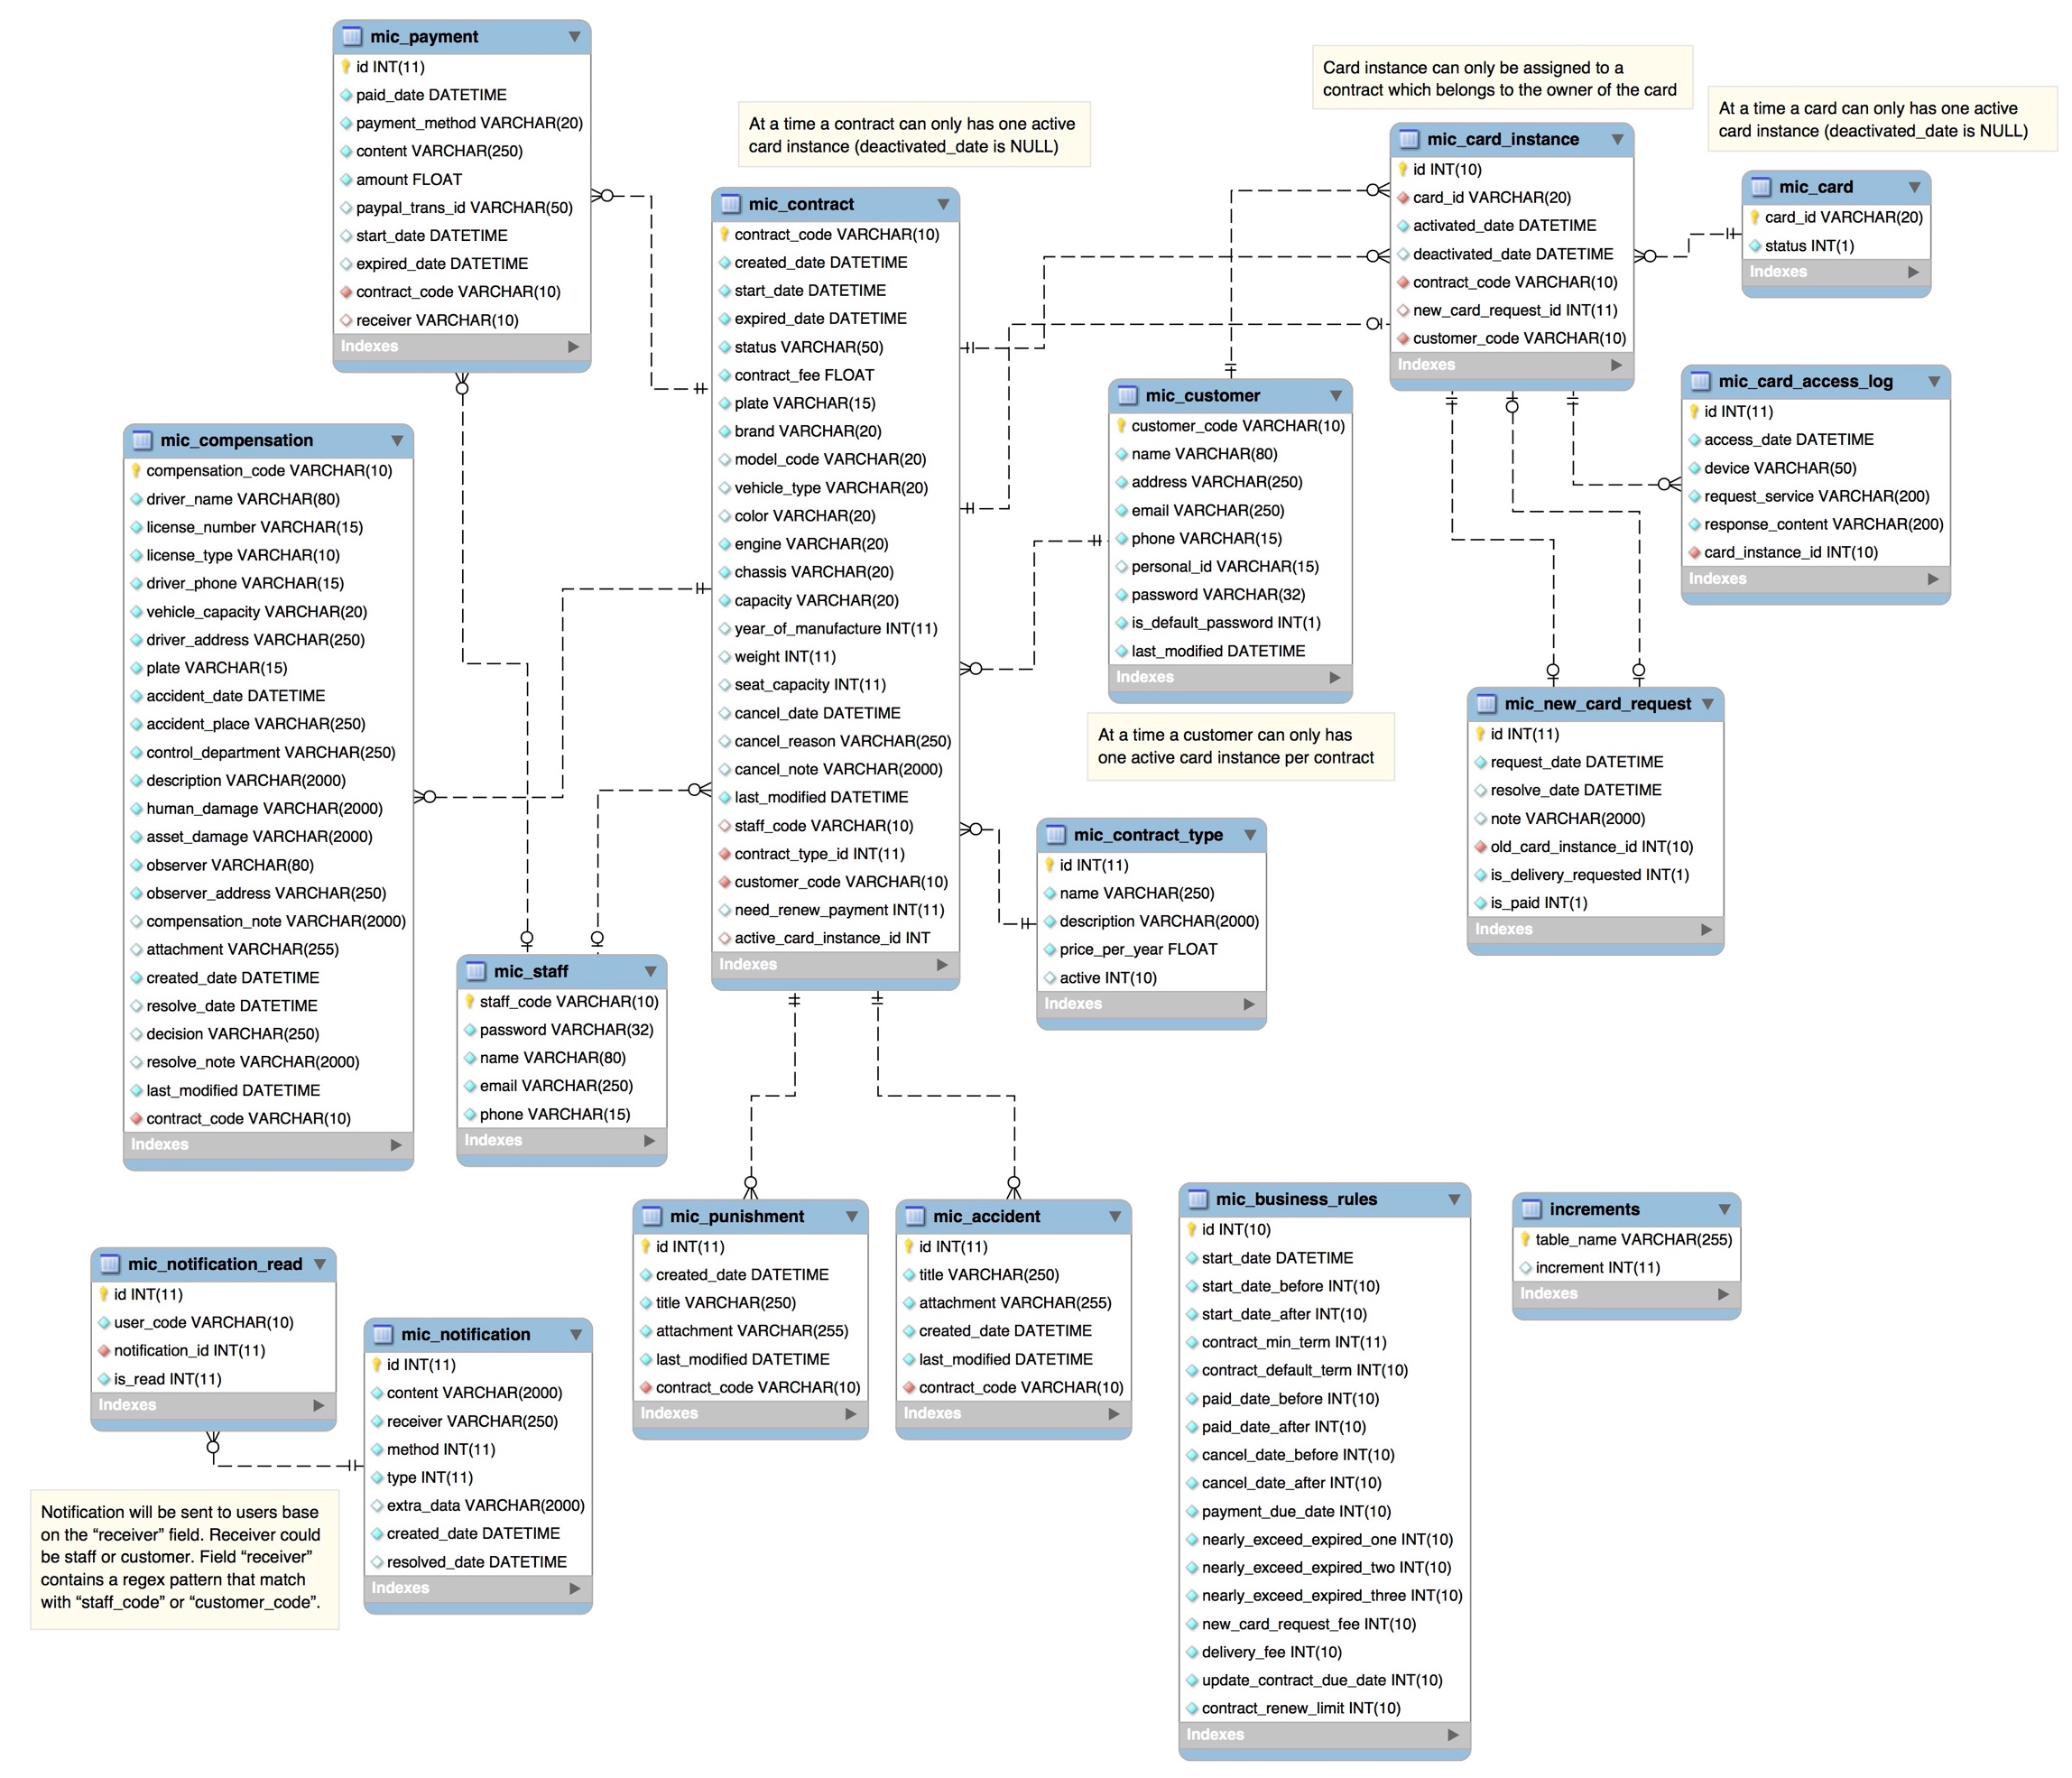 mic_payment
id INT(11)
paid_date DATETIME
payment_method VARCHAR(20)
content VARCHAR(250)
amount FLOAT
paypal_trans_id VARCHAR(50)
start_date DATETIME
expired_date DATETIME
contract_code VARCHAR(10)
receiver VARCHAR(10)
Indexes
At a time a contract can only has one active
card instance (deactivated_date is NULL)
Card instance can only be assigned to a
contract which belongs to the owner of the card
At a time a card can only has one active
card instance (deactivated_date is NULL)
mic_card_instance
id INT(10)
card_id VARCHAR(20)
activated_date DATETIME
deactivated_date DATETIME
contract_code VARCHAR(10)
new_card_request_id INT(11)
customer_code VARCHAR(10)
Indexes
mic_card
card_id VARCHAR(20)
status INT(1)
Indexes
mic_contract
contract_code VARCHAR(10)
created_date DATETIME
start_date DATETIME
expired_date DATETIME
status VARCHAR(50)
contract_fee FLOAT
plate VARCHAR(15)
brand VARCHAR(20)
model_code VARCHAR(20)
vehicle_type VARCHAR(20)
color VARCHAR(20)
engine VARCHAR(20)
chassis VARCHAR(20)
capacity VARCHAR(20)
year_of_manufacture INT(11)
weight INT(11)
seat_capacity INT(11)
cancel_date DATETIME
cancel_reason VARCHAR(250)
cancel_note VARCHAR(2000)
last_modified DATETIME
staff_code VARCHAR(10)
contract_type_id INT(11)
customer_code VARCHAR(10)
need_renew_payment INT(11)
active_card_instance_id INT
Indexes
mic_customer
customer_code VARCHAR(10)
name VARCHAR(80)
address VARCHAR(250)
email VARCHAR(250)
phone VARCHAR(15)
personal_id VARCHAR(15)
password VARCHAR(32)
is_default_password INT(1)
last_modified DATETIME
Indexes
At a time a customer can only has
one active card instance per contract
mic_card_access_log
id INT(11)
access_date DATETIME
device VARCHAR(50)
request_service VARCHAR(200)
response_content VARCHAR(200)
card_instance_id INT(10)
Indexes
mic_compensation
compensation_code VARCHAR(10)
driver_name VARCHAR(80)
license_number VARCHAR(15)
license_type VARCHAR(10)
driver_phone VARCHAR(15)
vehicle_capacity VARCHAR(20)
driver_address VARCHAR(250)
plate VARCHAR(15)
accident_date DATETIME
accident_place VARCHAR(250)
control_department VARCHAR(250)
description VARCHAR(2000)
human_damage VARCHAR(2000)
asset_damage VARCHAR(2000)
observer VARCHAR(80)
observer_address VARCHAR(250)
compensation_note VARCHAR(2000)
attachment VARCHAR(255)
created_date DATETIME
resolve_date DATETIME
decision VARCHAR(250)
resolve_note VARCHAR(2000)
last_modified DATETIME
contract_code VARCHAR(10)
Indexes
mic_new_card_request
id INT(11)
request_date DATETIME
resolve_date DATETIME
note VARCHAR(2000)
old_card_instance_id INT(10)
is_delivery_requested INT(1)
is_paid INT(1)
Indexes
mic_contract_type
id INT(11)
name VARCHAR(250)
description VARCHAR(2000)
price_per_year FLOAT
active INT(10)
Indexes
mic_staff
staff_code VARCHAR(10)
password VARCHAR(32)
name VARCHAR(80)
email VARCHAR(250)
phone VARCHAR(15)
Indexes
mic_punishment
id INT(11)
created_date DATETIME
title VARCHAR(250)
attachment VARCHAR(255)
last_modified DATETIME
contract_code VARCHAR(10)
Indexes
mic_accident
id INT(11)
title VARCHAR(250)
attachment VARCHAR(255)
created_date DATETIME
last_modified DATETIME
contract_code VARCHAR(10)
Indexes
mic_business_rules
id INT(10)
start_date DATETIME
start_date_before INT(10)
start_date_after INT(10)
contract_min_term INT(11)
contract_default_term INT(10)
paid_date_before INT(10)
paid_date_after INT(10)
cancel_date_before INT(10)
cancel_date_after INT(10)
payment_due_date INT(10)
nearly_exceed_expired_one INT(10)
nearly_exceed_expired_two INT(10)
nearly_exceed_expired_three INT(10)
new_card_request_fee INT(10)
delivery_fee INT(10)
update_contract_due_date INT(10)
contract_renew_limit INT(10)
Indexes
increments
table_name VARCHAR(255)
increment INT(11)
Indexes
mic_notification_read
id INT(11)
user_code VARCHAR(10)
notification_id INT(11)
is_read INT(11)
Indexes
mic_notification
id INT(11)
content VARCHAR(2000)
receiver VARCHAR(250)
method INT(11)
type INT(11)
extra_data VARCHAR(2000)
created_date DATETIME
resolved_date DATETIME
Indexes
Notification will be sent to users base
on the “receiver” field. Receiver could
be staff or customer. Field “receiver”
contains a regex pattern that match
with “staff_code” or “customer_code”.